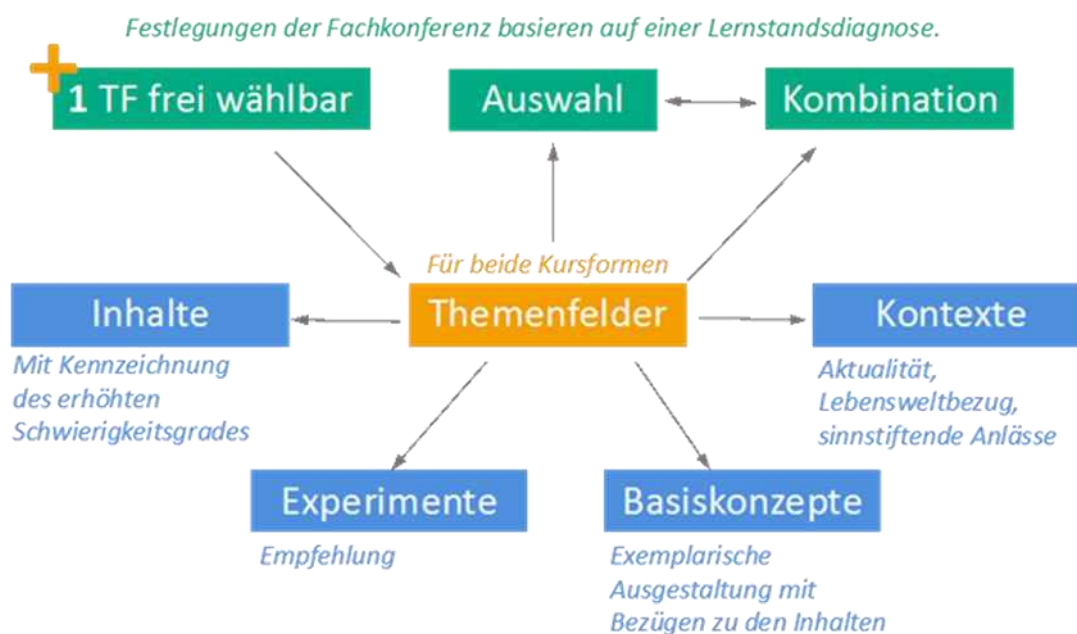 Festlegungen der Fachkonferenz basieren auf einer Lernstandsdiagnose.
1 TF frei wählbar
Auswahl
Kombination
Für beide Kursformen
Inhalte
Themenfelder
Kontexte
Mit Kennzeichnung
des erhöhten
Schwierigkeitsgrades
Aktualität,
Lebensweltbezug,
sinnstiftende Anlässe
Experimente
Basiskonzepte
Empfehlung
Exemplarische
Ausgestaltung mit
Bezügen zu den Inhalten